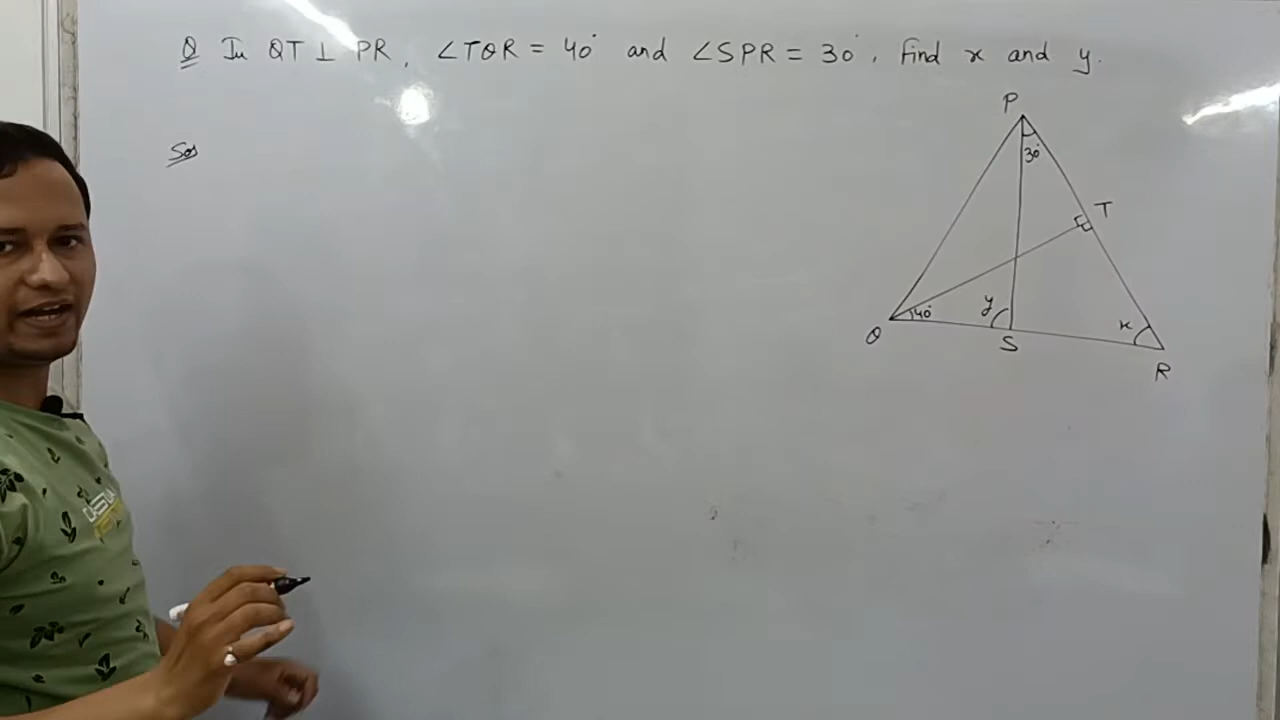 Q In QT ⊥ PR, ∠TQR = 40° and ∠SPR = 30°, Find x and y.
P
Sol
30°
T
y
40°
x
Q
S
R